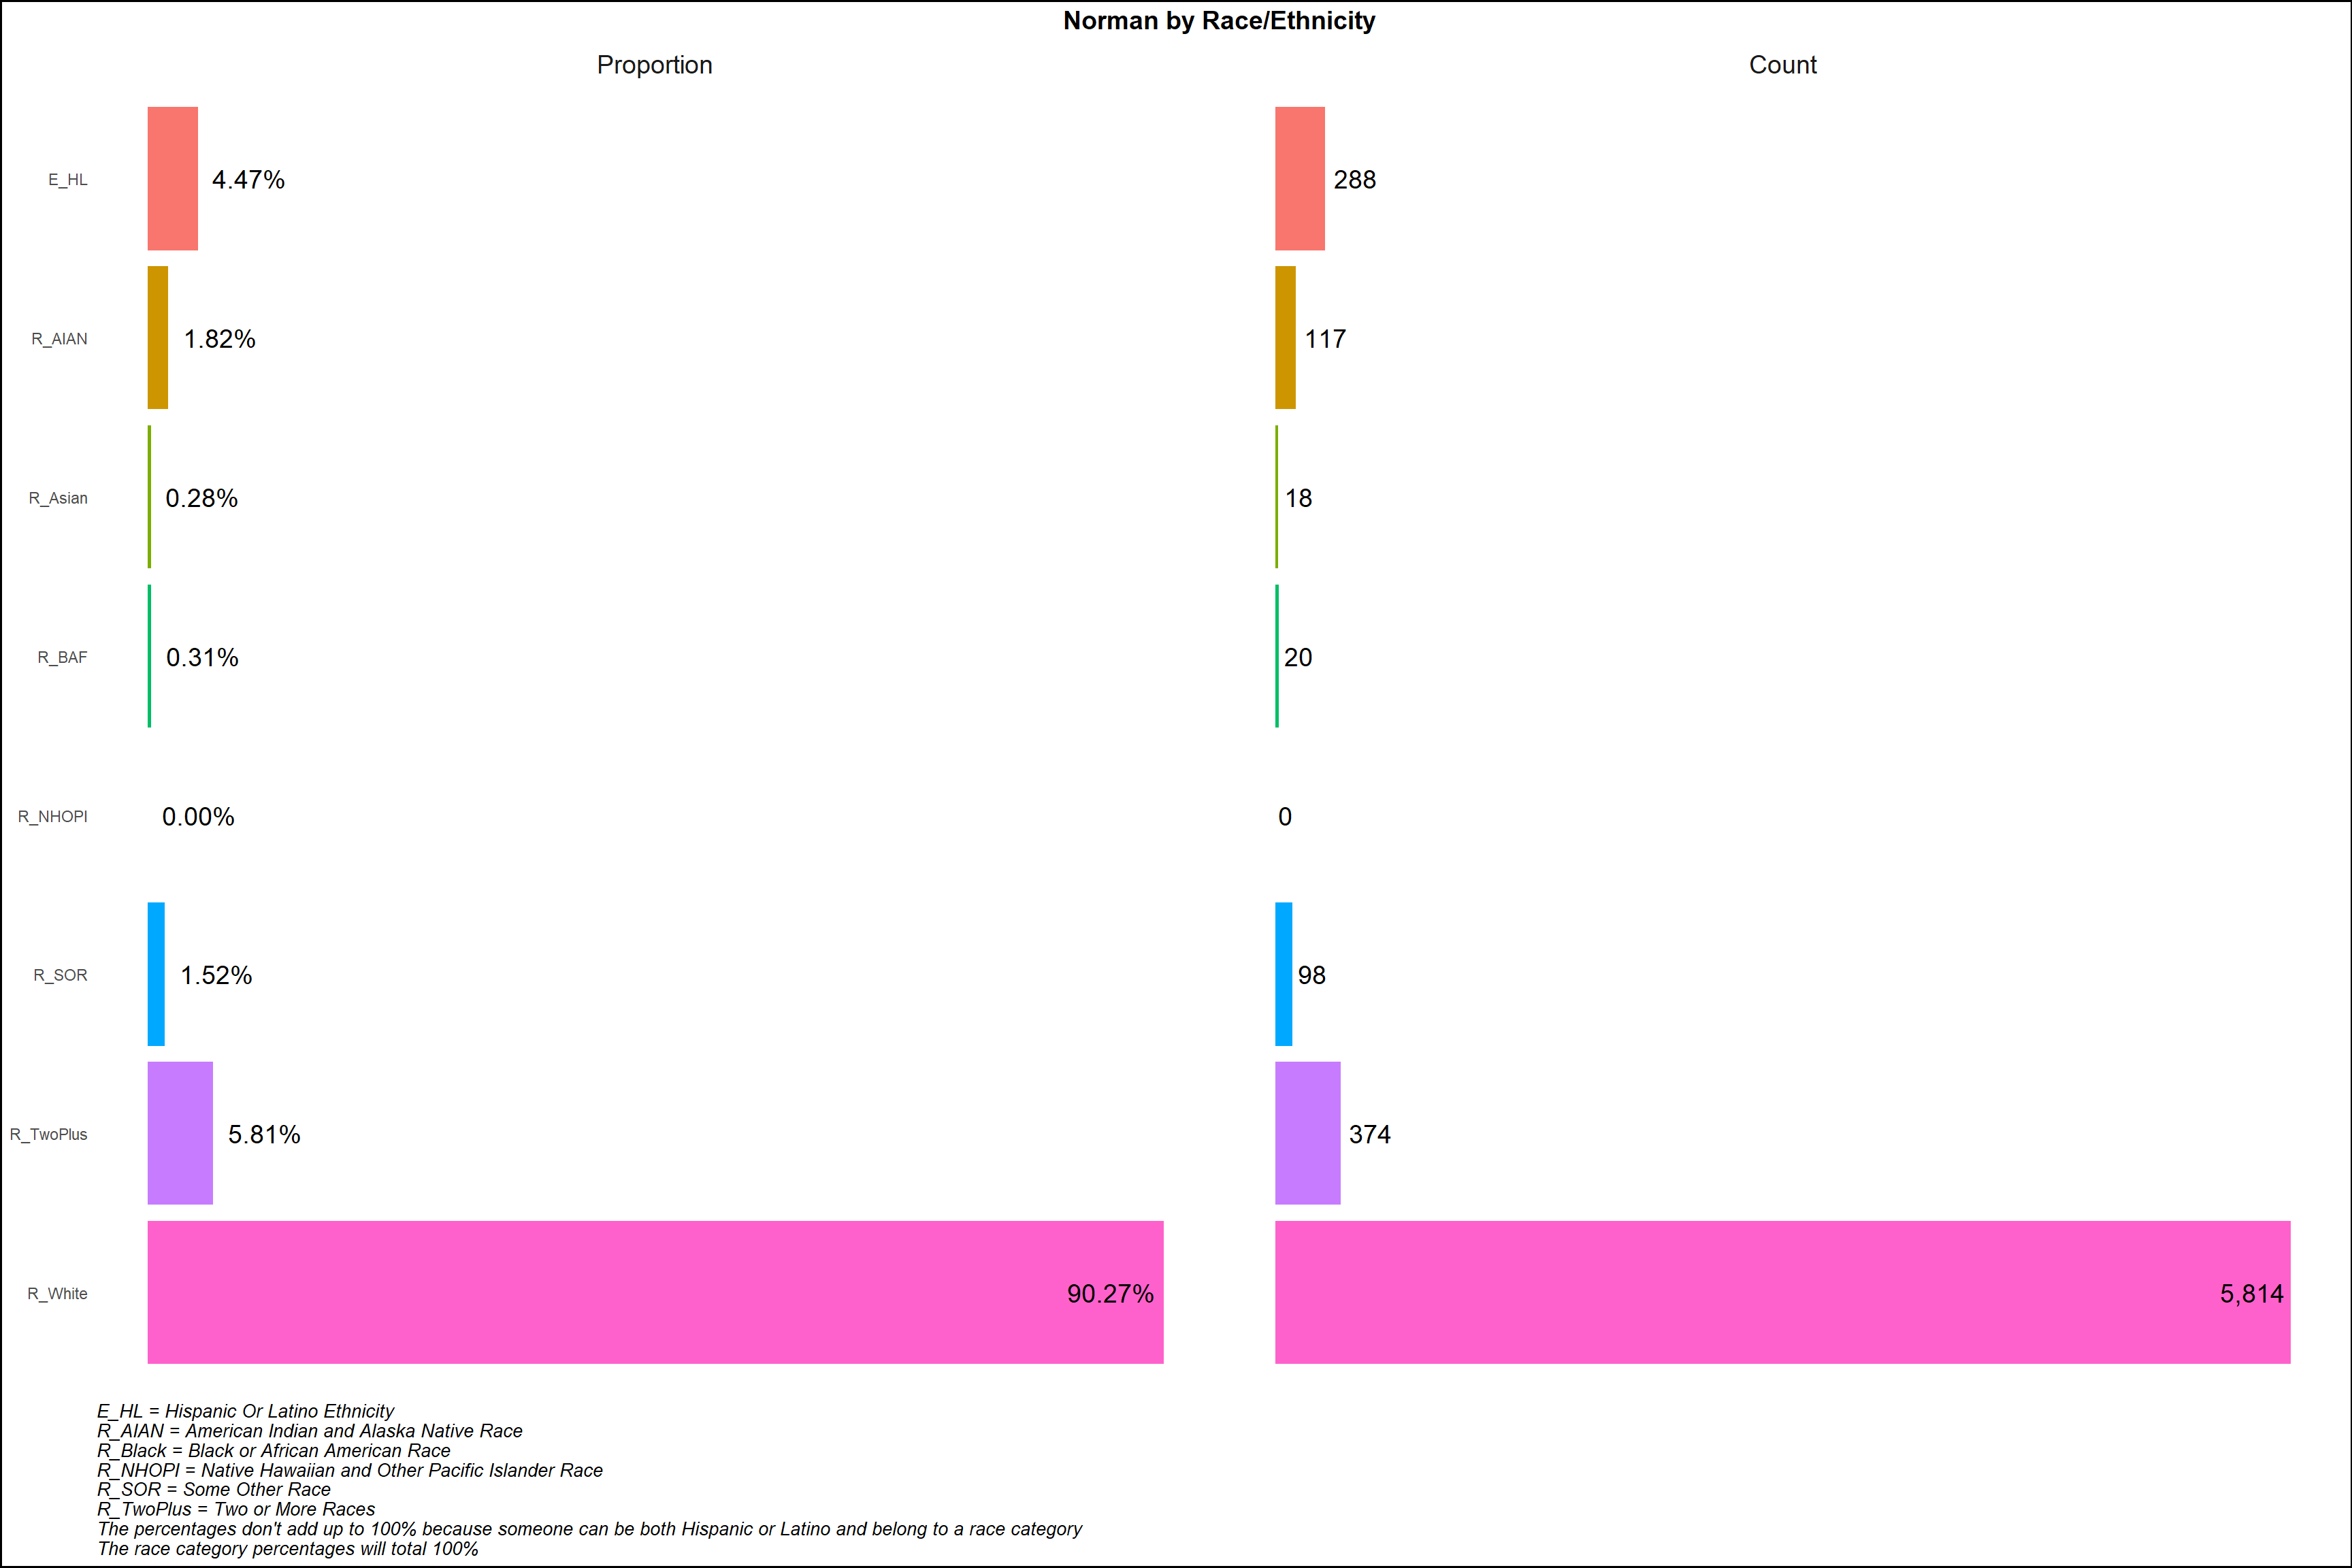 Norman by Race/Ethnicity
Proportion Count
E_HL 4.47% 288
R_AIAN 1.82% 117
R_Asian 0.28% 18
R_BAF 0.31% 20
R_NHOPI 0.00% 0
R_SOR 1.52% 98
R_TwoPlus 5.81% 374
R_White 90.27% 5,814
E_HL = Hispanic Or Latino Ethnicity
R_AIAN = American Indian and Alaska Native Race
R_Black = Black or African American Race
R_NHOPI = Native Hawaiian and Other Pacific Islander Race
R_SOR = Some Other Race
R_TwoPlus = Two or More Races
The percentages don't add up to 100% because someone can be both Hispanic or Latino and belong to a race category
The race category percentages will total 100%